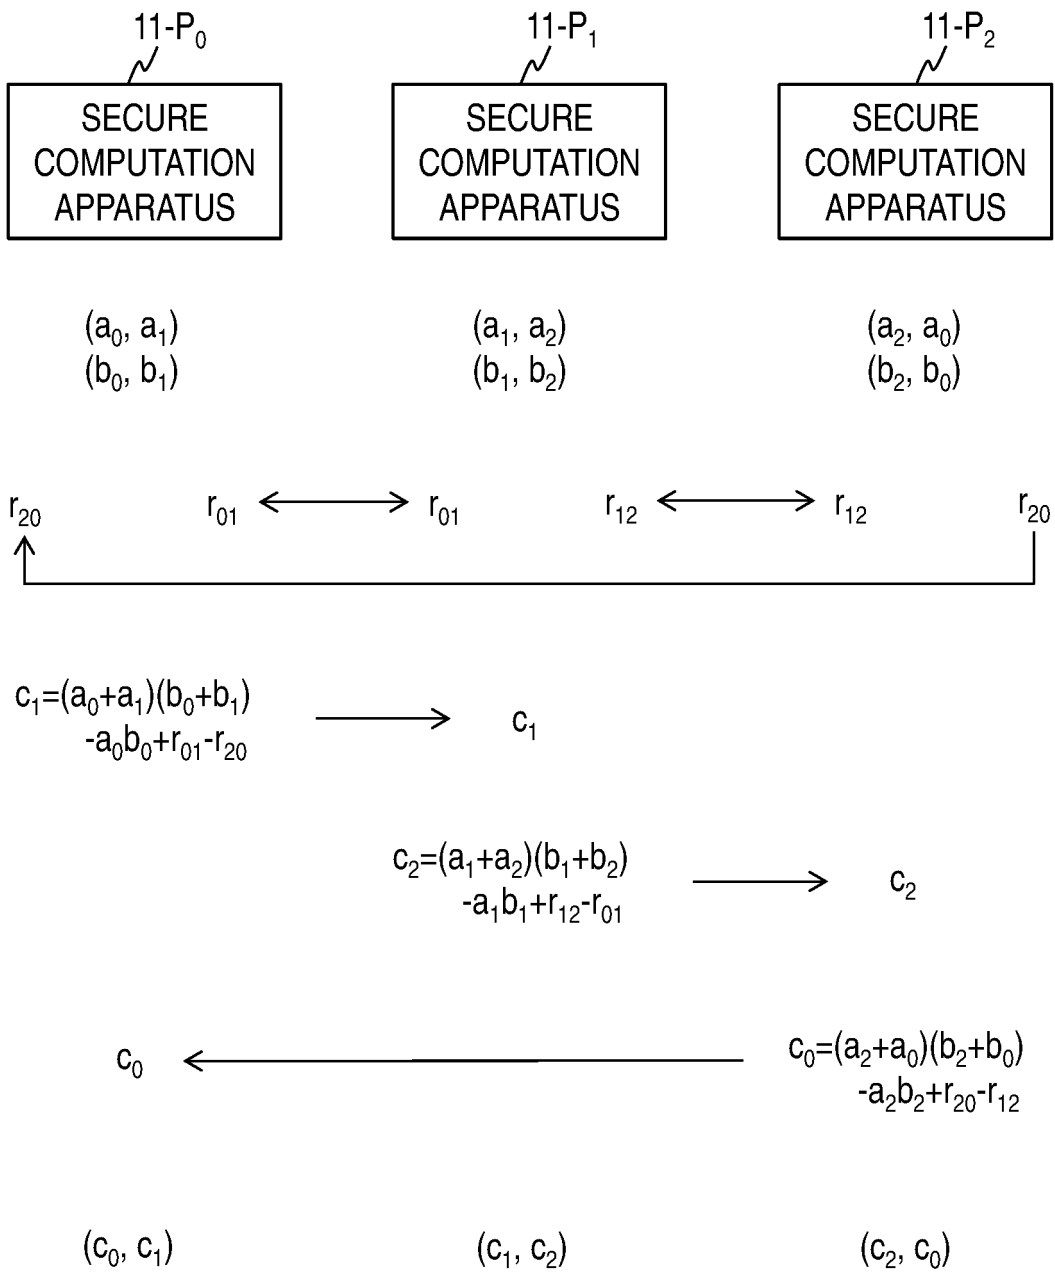 11-P₀ 11-P₁ 11-P₂
SECURE COMPUTATION APPARATUS
SECURE COMPUTATION APPARATUS
SECURE COMPUTATION APPARATUS
(a₀, a₁) (a₁, a₂) (a₂, a₀)
(b₀, b₁) (b₁, b₂) (b₂, b₀)
r₂₀ r₀₁ r₀₁ r₁₂ r₁₂ r₂₀
c₁=(a₀+a₁)(b₀+b₁)
-a₀b₀+r₀₁-r₂₀
c₁
c₂=(a₁+a₂)(b₁+b₂)
-a₁b₁+r₁₂-r₀₁
c₂
c₀
c₀=(a₂+a₀)(b₂+b₀)
-a₂b₂+r₂₀-r₁₂
(c₀, c₁) (c₁, c₂) (c₂, c₀)